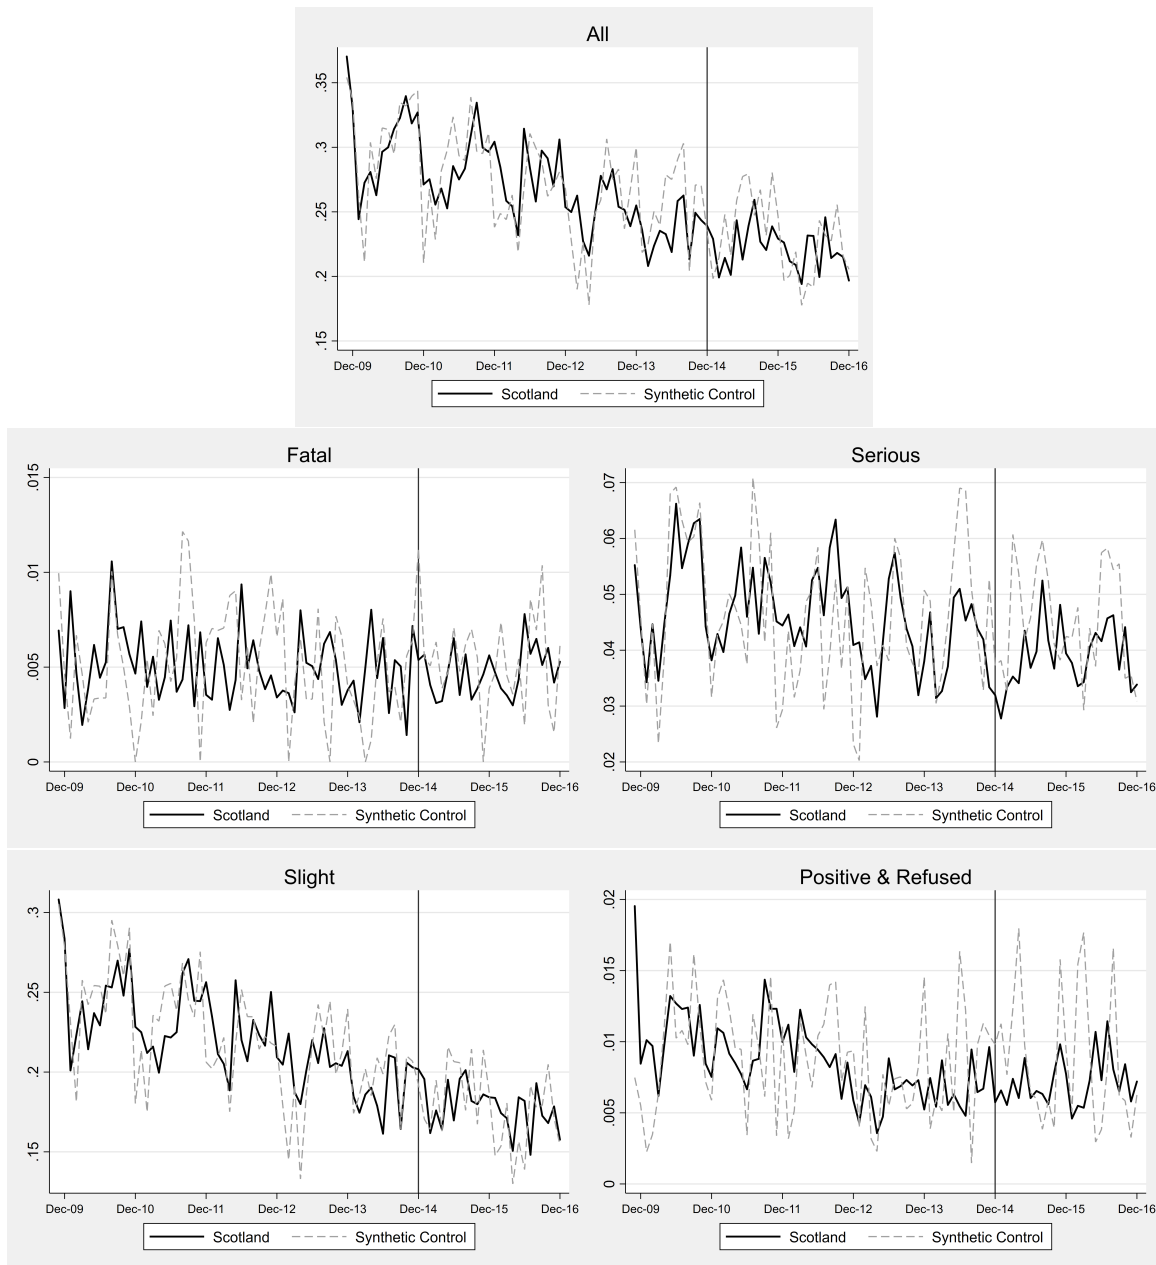 All
.35
.3
.25
.2
.15
Dec-09 Dec-10 Dec-11 Dec-12 Dec-13 Dec-14 Dec-15 Dec-16
Scotland Synthetic Control
Fatal
.015
.01
.005
0
Dec-09 Dec-10 Dec-11 Dec-12 Dec-13 Dec-14 Dec-15 Dec-16
Scotland Synthetic Control
Serious
.07
.06
.05
.04
.03
.02
Dec-09 Dec-10 Dec-11 Dec-12 Dec-13 Dec-14 Dec-15 Dec-16
Scotland Synthetic Control
Slight
.3
.25
.2
.15
Dec-09 Dec-10 Dec-11 Dec-12 Dec-13 Dec-14 Dec-15 Dec-16
Scotland Synthetic Control
Positive & Refused
.02
.015
.01
.005
0
Dec-09 Dec-10 Dec-11 Dec-12 Dec-13 Dec-14 Dec-15 Dec-16
Scotland Synthetic Control